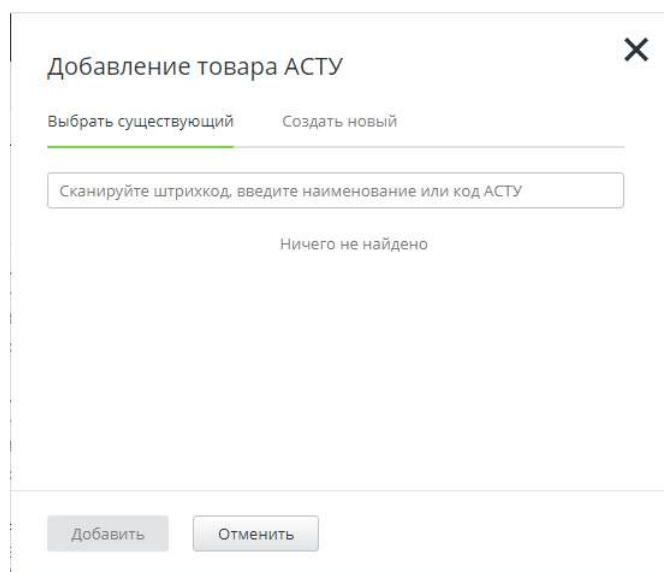 Добавление товара АСТУ
Выбрать существующий Создать новый
Сканируйте штрихкод, введите наименование или код АСТУ
Ничего не найдено
Добавить Отменить